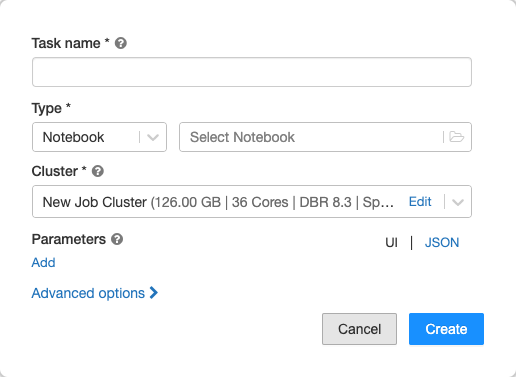 Task name * ?
Type *
Notebook Select Notebook
Cluster * ?
New Job Cluster (126.00 GB | 36 Cores | DBR 8.3 | Sp... Edit
Parameters ? UI | JSON
Add
Advanced options
Cancel Create